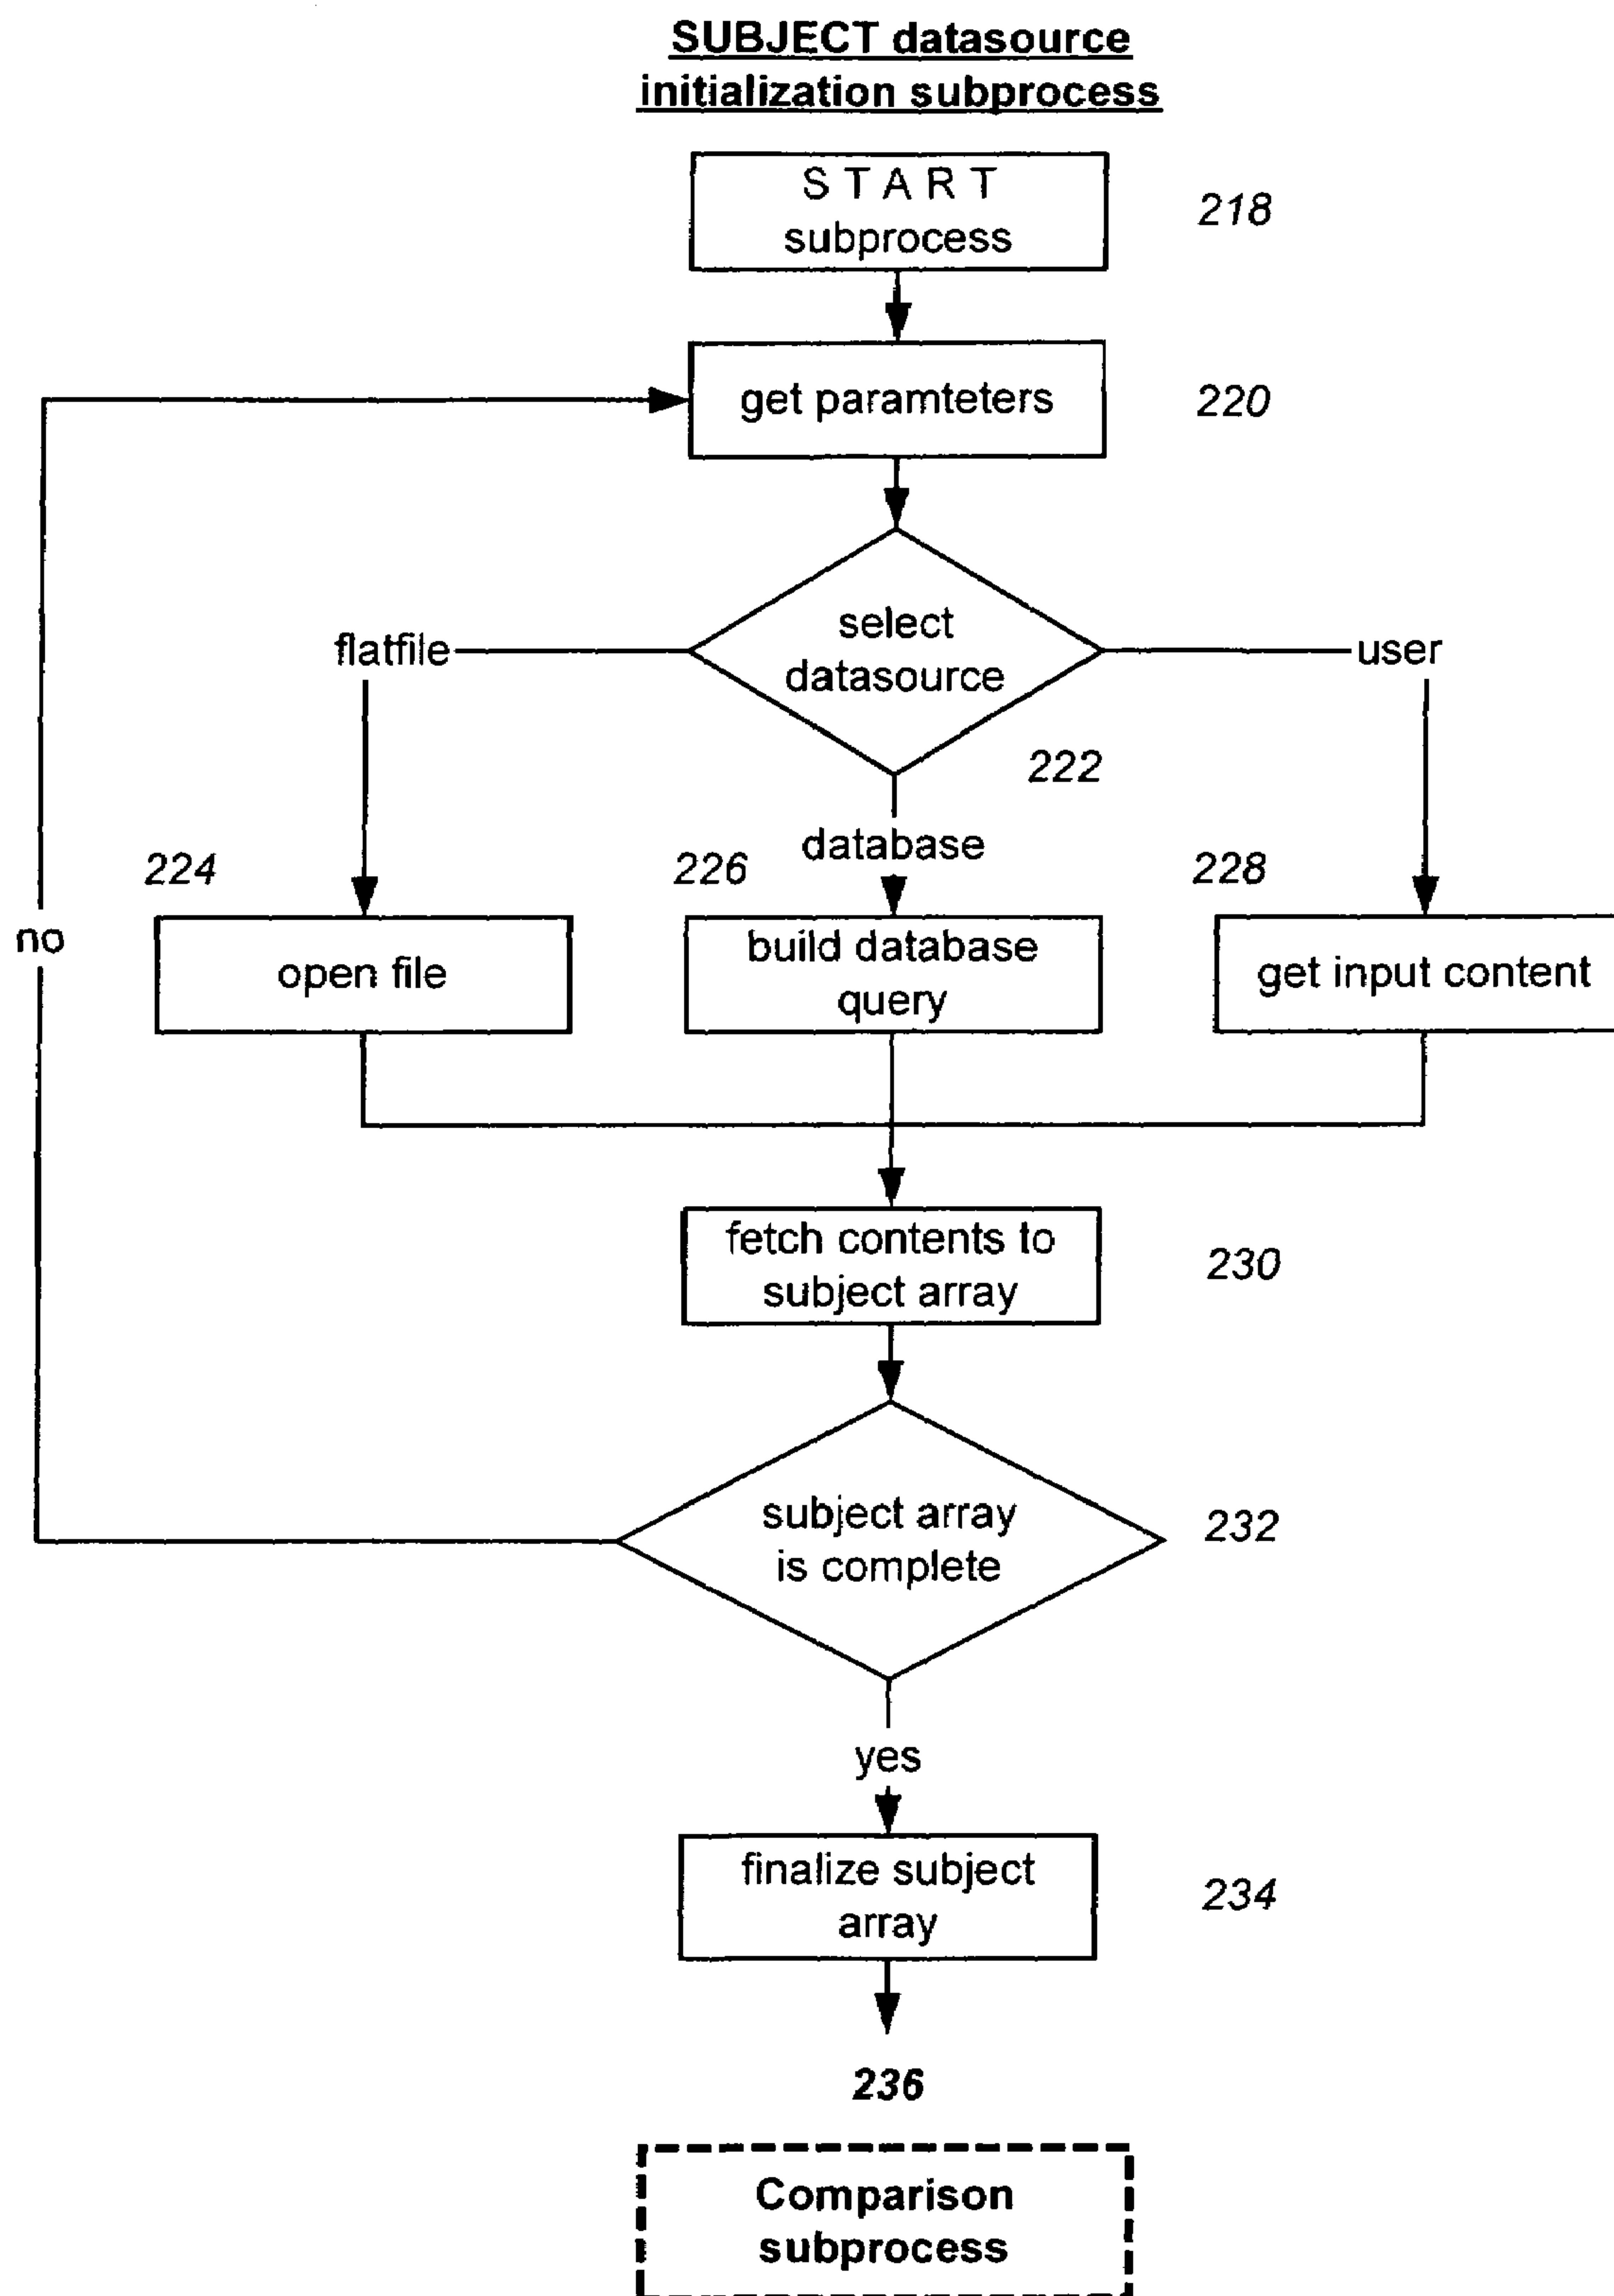 SUBJECT datasource
initialization subprocess
S T A R T
subprocess
218
get paramteters
220
select
datasource
flatfile
user
222
database
224
226
228
no
open file
build database
query
get input content
fetch contents to
subject array
230
subject array
is complete
232
yes
finalize subject
array
234
236
Comparison
subprocess